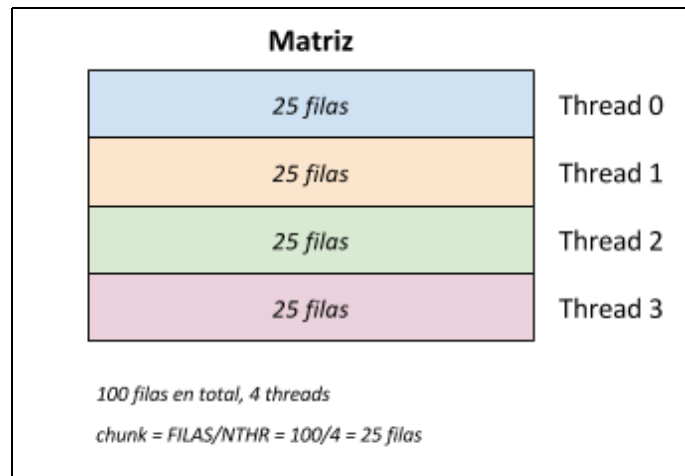 Matriz
25 filas Thread 0
25 filas Thread 1
25 filas Thread 2
25 filas Thread 3
100 filas en total, 4 threads
chunk = FILAS/NTHR = 100/4 = 25 filas